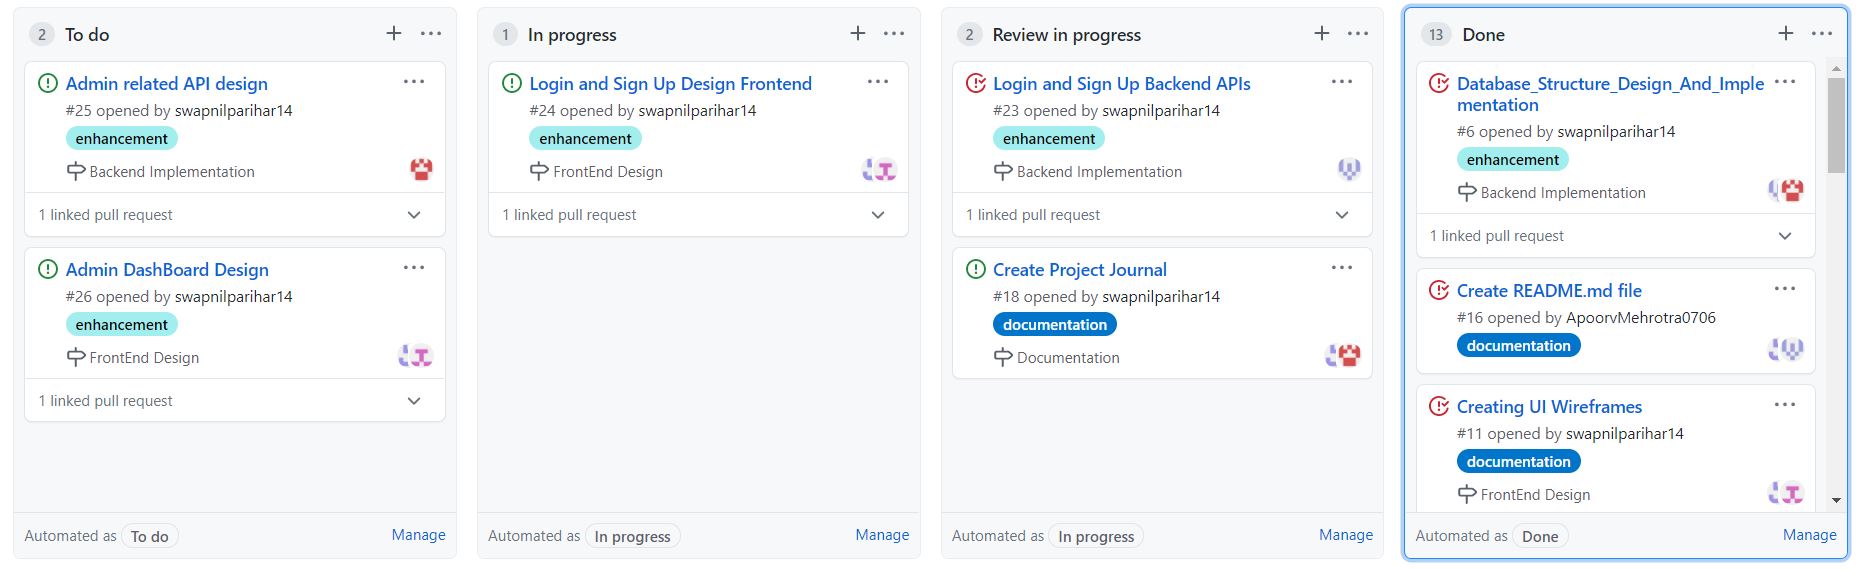 2 To do
Admin related API design
#25 opened by swapnilparihar14
enhancement
Backend Implementation
1 linked pull request
Admin DashBoard Design
#26 opened by swapnilparihar14
enhancement
FrontEnd Design
1 linked pull request
Automated as To do Manage
1 In progress
Login and Sign Up Design Frontend
#24 opened by swapnilparihar14
enhancement
FrontEnd Design
1 linked pull request
Automated as In progress Manage
2 Review in progress
Login and Sign Up Backend APIs
#23 opened by swapnilparihar14
enhancement
Backend Implementation
1 linked pull request
Create Project Journal
#18 opened by swapnilparihar14
documentation
Documentation
Automated as In progress Manage
13 Done
Database_Structure_Design_And_Imple
mentation
#6 opened by swapnilparihar14
enhancement
Backend Implementation
1 linked pull request
Create README.md file
#16 opened by ApoorvMehrotra0706
documentation
Creating UI Wireframes
#11 opened by swapnilparihar14
documentation
FrontEnd Design
Automated as Done Manage